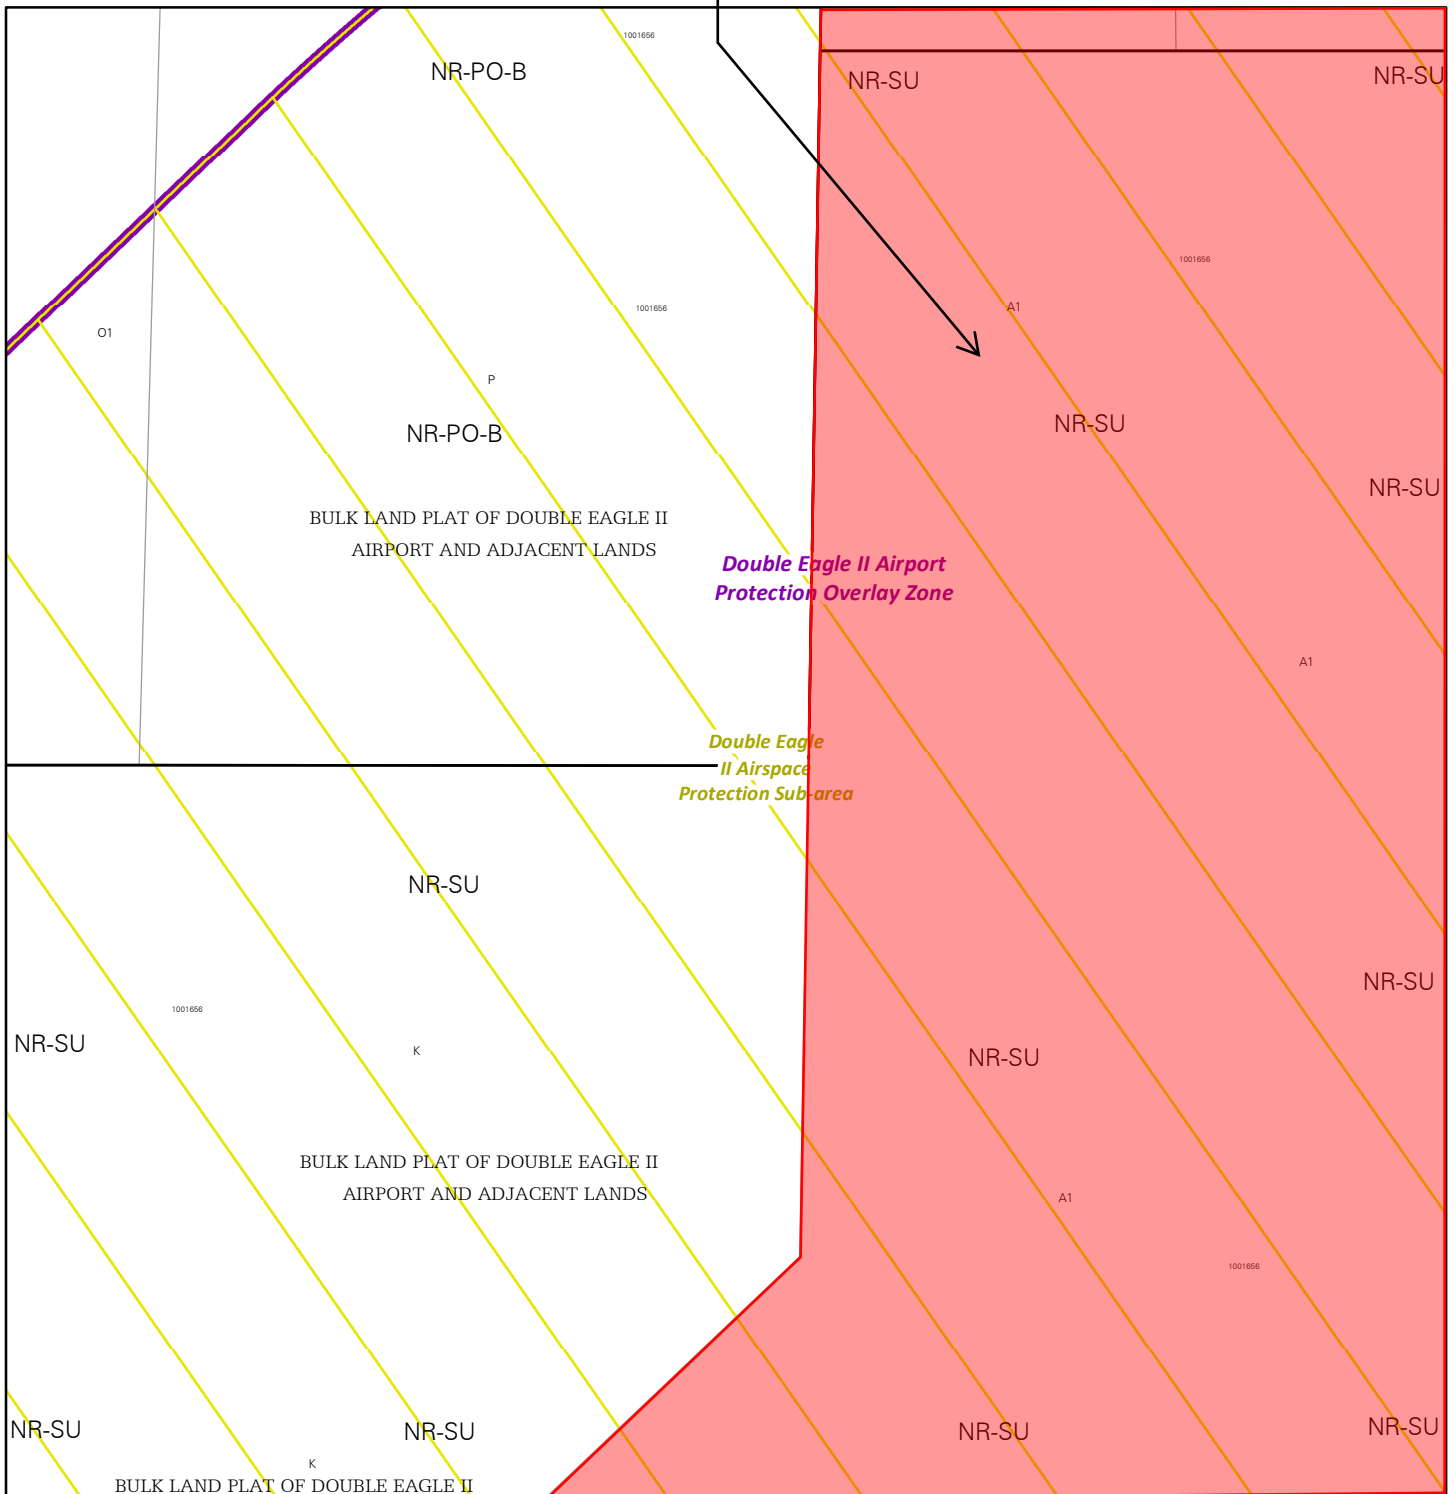 1001656
NR-PO-B
NR-SU
NR-SU
1001656
A1
1001656
O1
P
NR-SU
NR-PO-B
NR-SU
BULK LAND PLAT OF DOUBLE EAGLE II
AIRPORT AND ADJACENT LANDS
Double Eagle II Airport
Protection Overlay Zone
A1
Double Eagle
II Airspace
Protection Sub-area
NR-SU
NR-SU
1001656
NR-SU
K
NR-SU
BULK LAND PLAT OF DOUBLE EAGLE II
AIRPORT AND ADJACENT LANDS
A1
1001656
NR-SU
NR-SU
NR-SU
NR-SU
K
BULK LAND PLAT OF DOUBLE EAGLE II